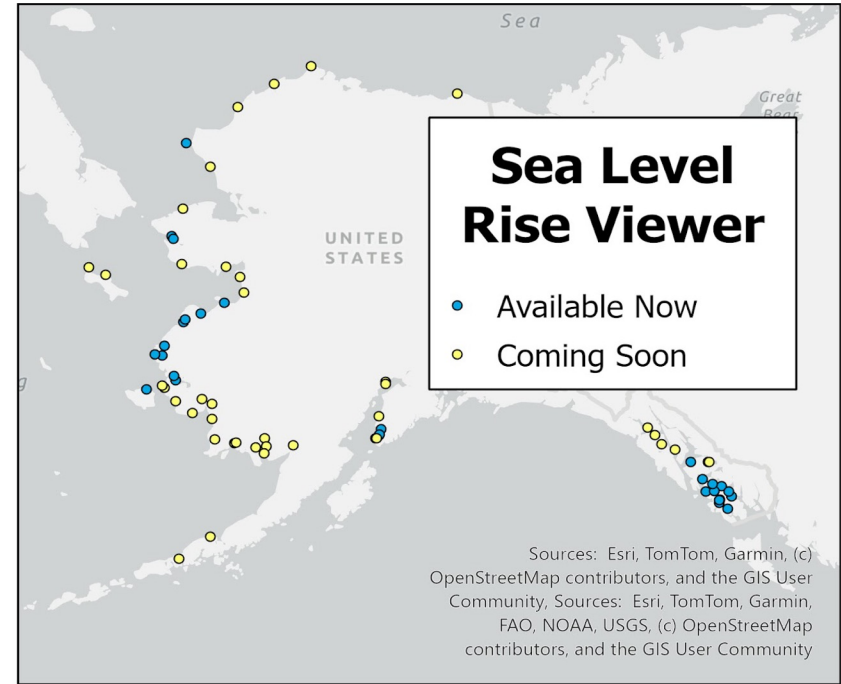 Sea
Great
Bear
UNITED
STATES
Sea Level
Rise Viewer
Available Now
Coming Soon
g
Sources: Esri, TomTom, Garmin, (c)
OpenStreetMap contributors, and the GIS User
Community, Sources: Esri, TomTom, Garmin,
FAO, NOAA, USGS, (c) OpenStreetMap
contributors, and the GIS User Community